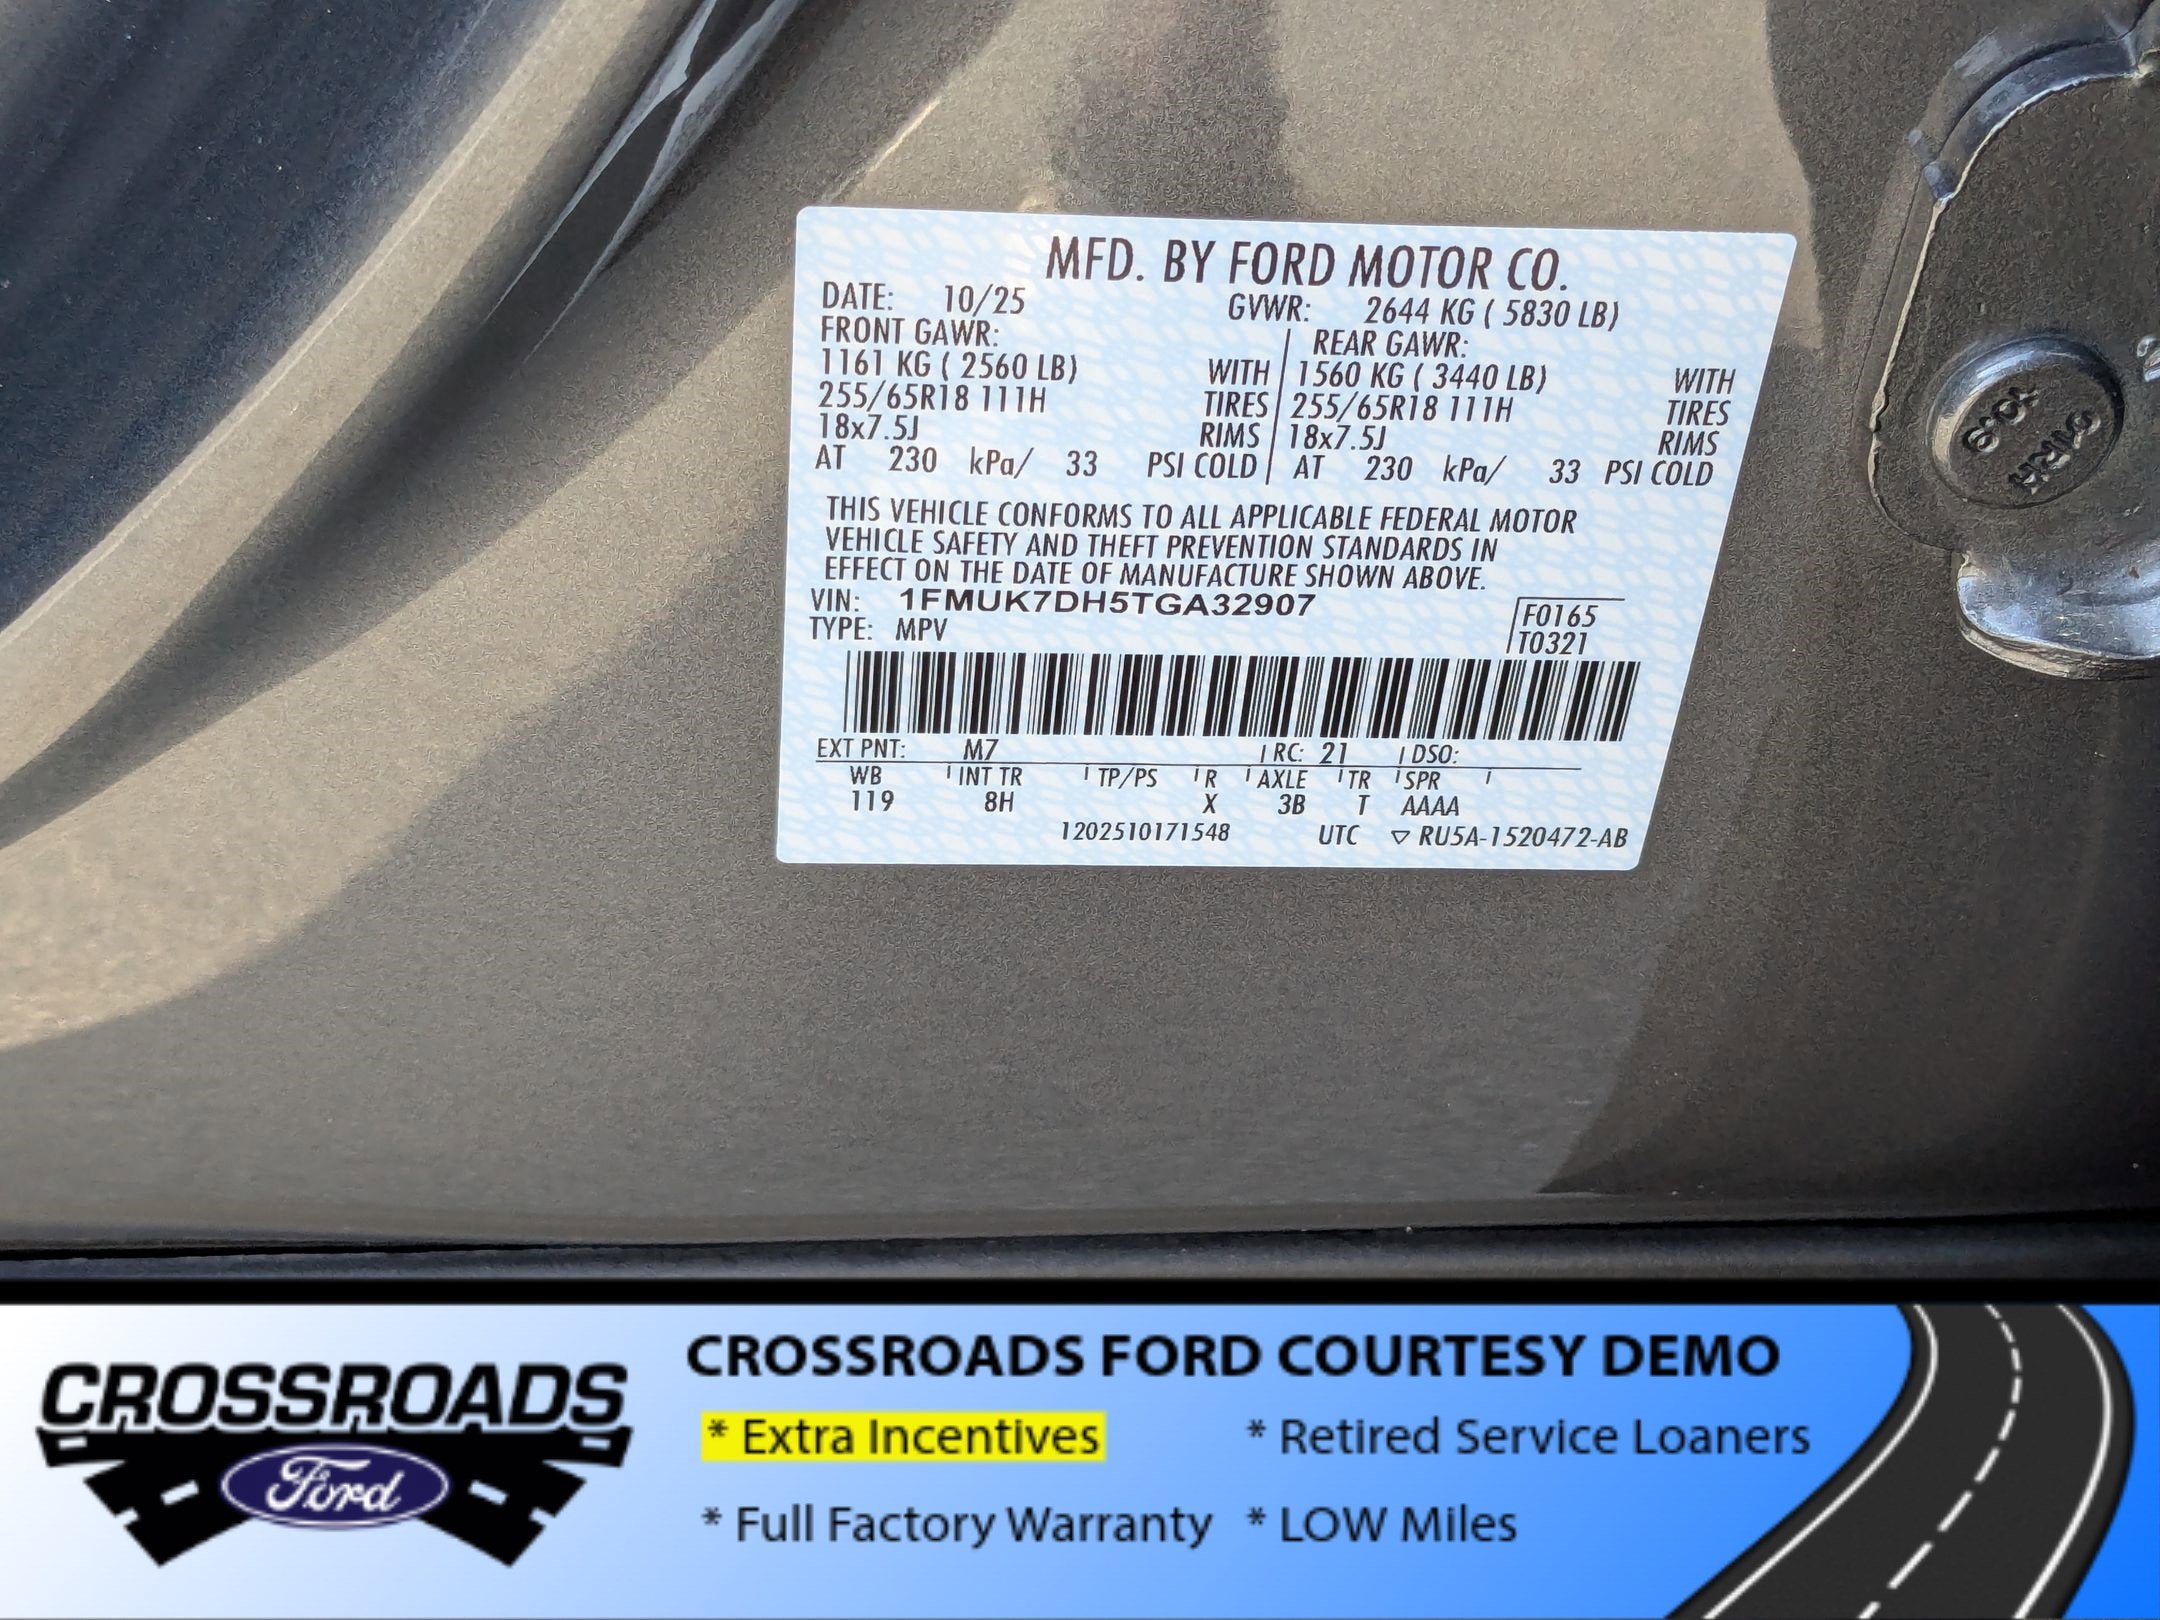 MFD. BY FORD MOTOR CO.
DATE: 10/25 GVWR: 2644 KG ( 5830 LB)
FRONT GAWR: REAR GAWR:
1161 KG ( 2560 LB) WITH 1560 KG ( 3440 LB) WITH
255/65R18 111H TIRES 255/65R18 111H TIRES
18x7.5J RIMS 18x7.5J RIMS
AT 230 kPa/ 33 PSI COLD AT 230 kPa/ 33 PSI COLD
THIS VEHICLE CONFORMS TO ALL APPLICABLE FEDERAL MOTOR
VEHICLE SAFETY AND THEFT PREVENTION STANDARDS IN
EFFECT ON THE DATE OF MANUFACTURE SHOWN ABOVE.
VIN: 1FMUK7DH5TGA32907 F0165
TYPE: MPV T0321
EXT PNT: M7 RC: 21 DSO:
WB INT TR TP/PS R AXLE TR SPR
119 8H X 3B T AAAA
1202510171548 UTC ▽ RU5A-1520472-AB
CROSSROADS
Ford
CROSSROADS FORD COURTESY DEMO
* Extra Incentives * Retired Service Loaners
* Full Factory Warranty * LOW Miles